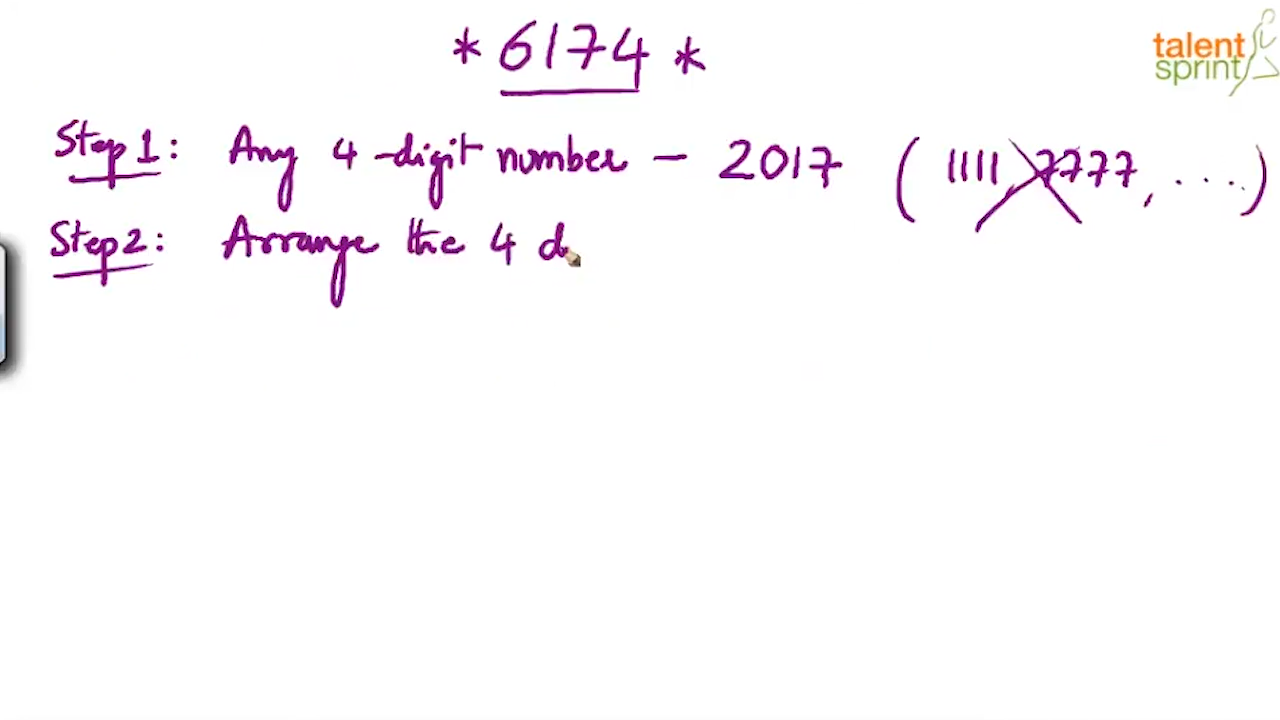 * 6174 *
talent
sprint
Step 1: Any 4-digit number - 2017 (1111, 7777, ....)
Step 2: Arrange the 4 d